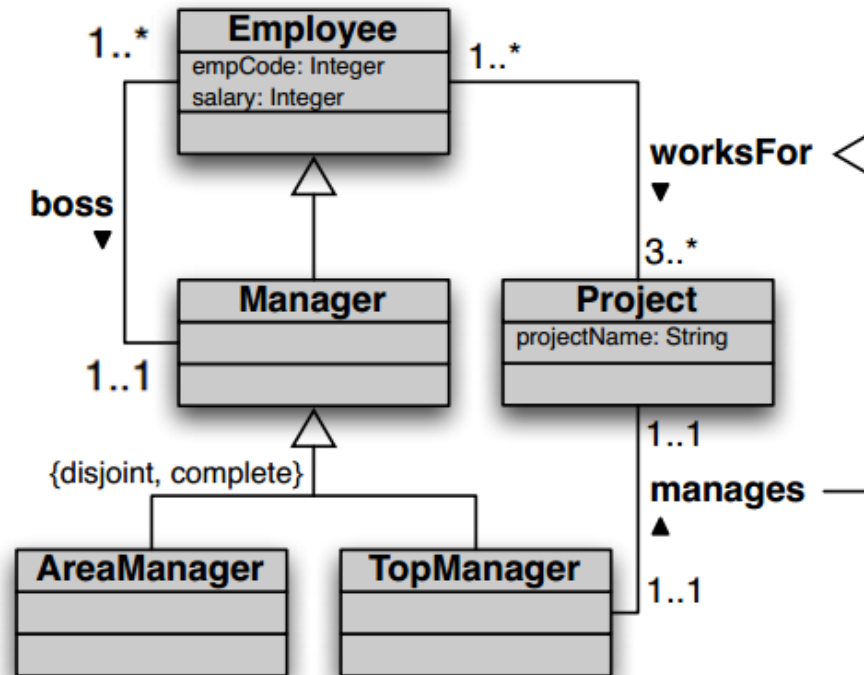 Employee
1..*
empCode: Integer
1..*
salary: Integer
worksFor
boss
3..*
Manager
Project
projectName: String
1..1
1..1
{disjoint, complete}
manages
AreaManager
TopManager
1..1